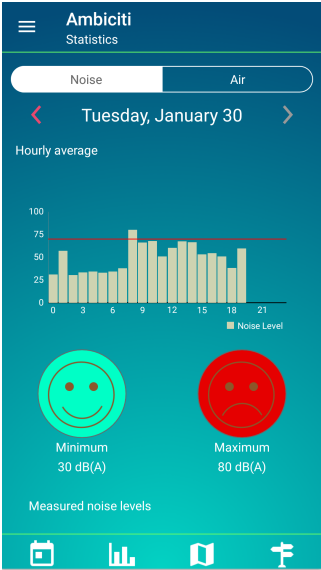 Ambiciti
Statistics
Noise Air
Tuesday, January 30
Hourly average
100
75
50
25
0
0 3 6 9 12 15 18 21
Noise Level
Minimum Maximum
30 dB(A) 80 dB(A)
Measured noise levels